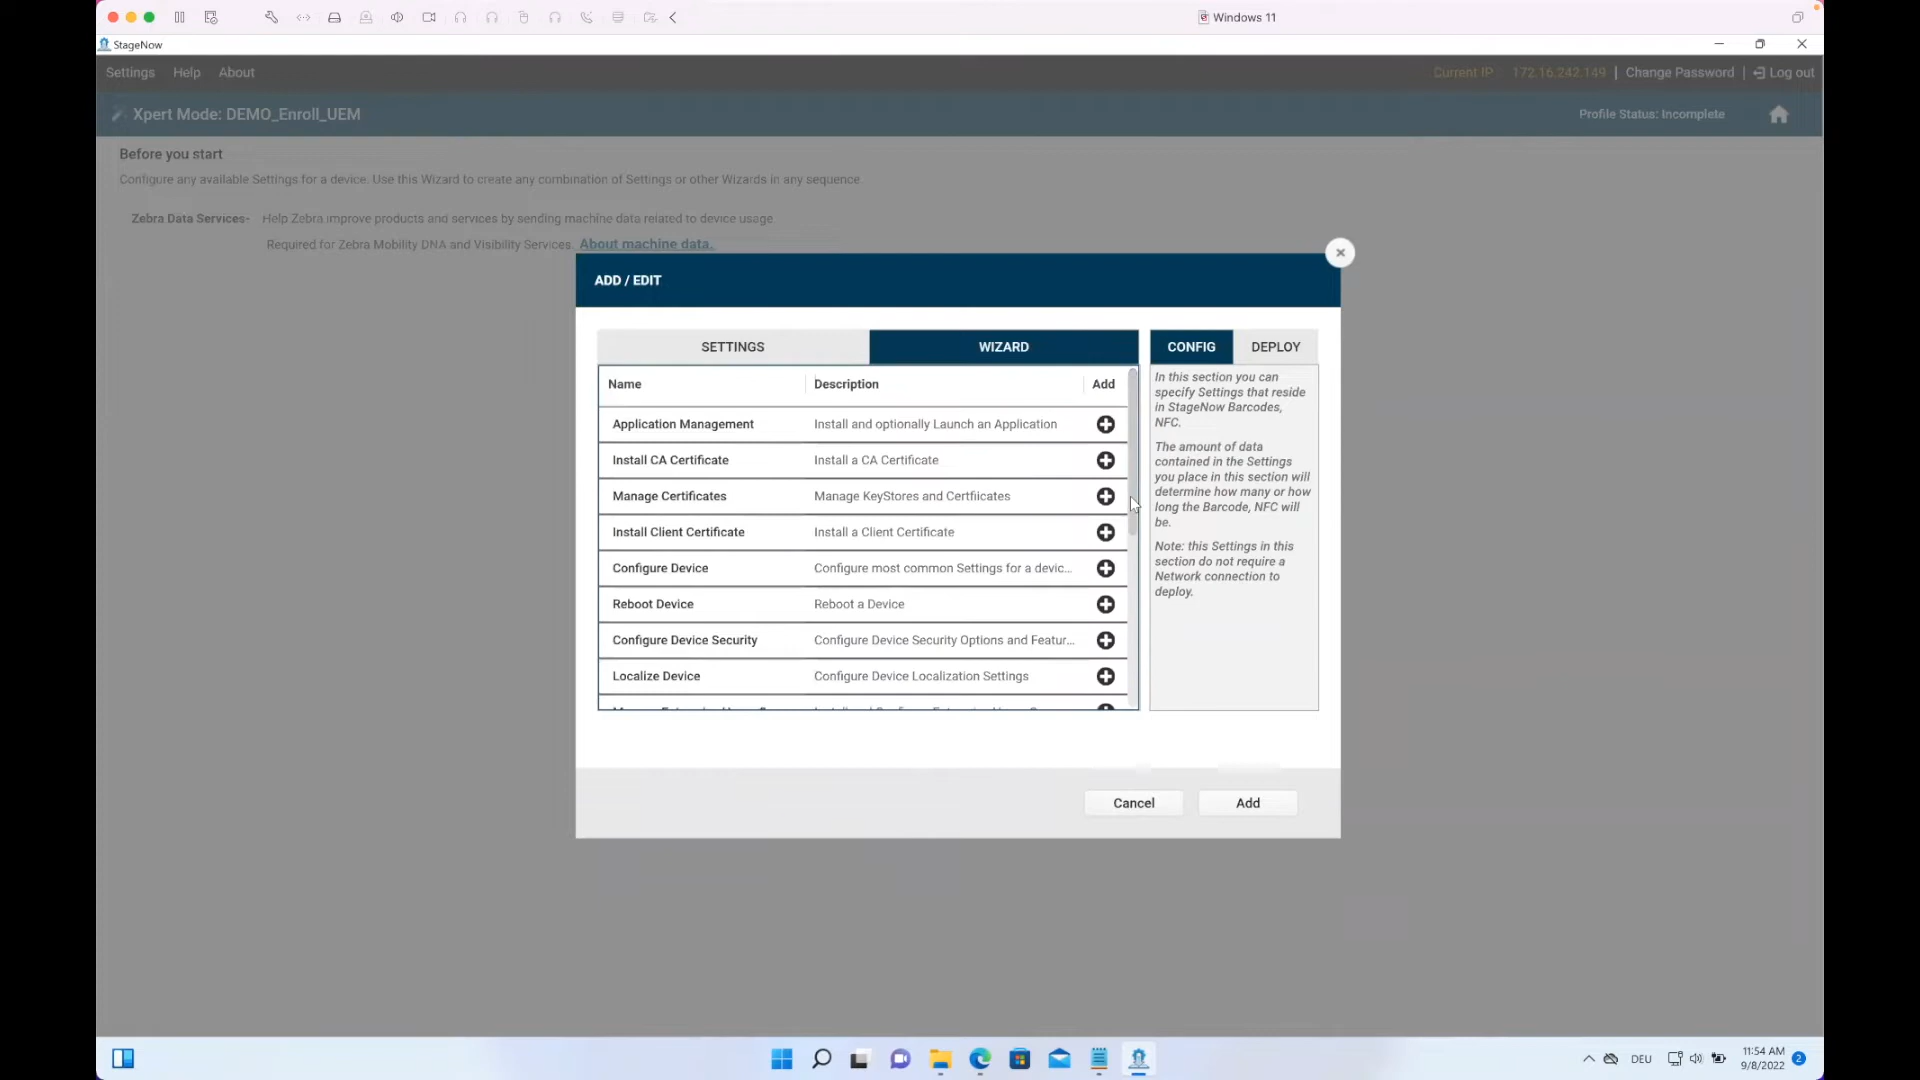 Windows 11
StageNow
Settings Help About
Current IP : 172.16.242.149 | Change Password | Log out
Xpert Mode: DEMO_Enroll_UEM
Profile Status: Incomplete
Before you start
Configure any available Settings for a device. Use this Wizard to create any combination of Settings or other Wizards in any sequence.
Zebra Data Services- Help Zebra improve products and services by sending machine data related to device usage.
Required for Zebra Mobility DNA and Visibility Services. About machine data.
ADD / EDIT
SETTINGS WIZARD
CONFIG DEPLOY
Name Description Add
Application Management Install and optionally Launch an Application
Install CA Certificate Install a CA Certificate
Manage Certificates Manage KeyStores and Certfiicates
Install Client Certificate Install a Client Certificate
Configure Device Configure most common Settings for a devic...
Reboot Device Reboot a Device
Configure Device Security Configure Device Security Options and Featur...
Localize Device Configure Device Localization Settings
In this section you can
specify Settings that reside
in StageNow Barcodes,
NFC.
The amount of data
contained in the Settings
you place in this section will
determine how many or how
long the Barcode, NFC will
be.
Note: this Settings in this
section do not require a
Network connection to
deploy.
Cancel Add
DEU
11:54 AM
9/8/2022
2